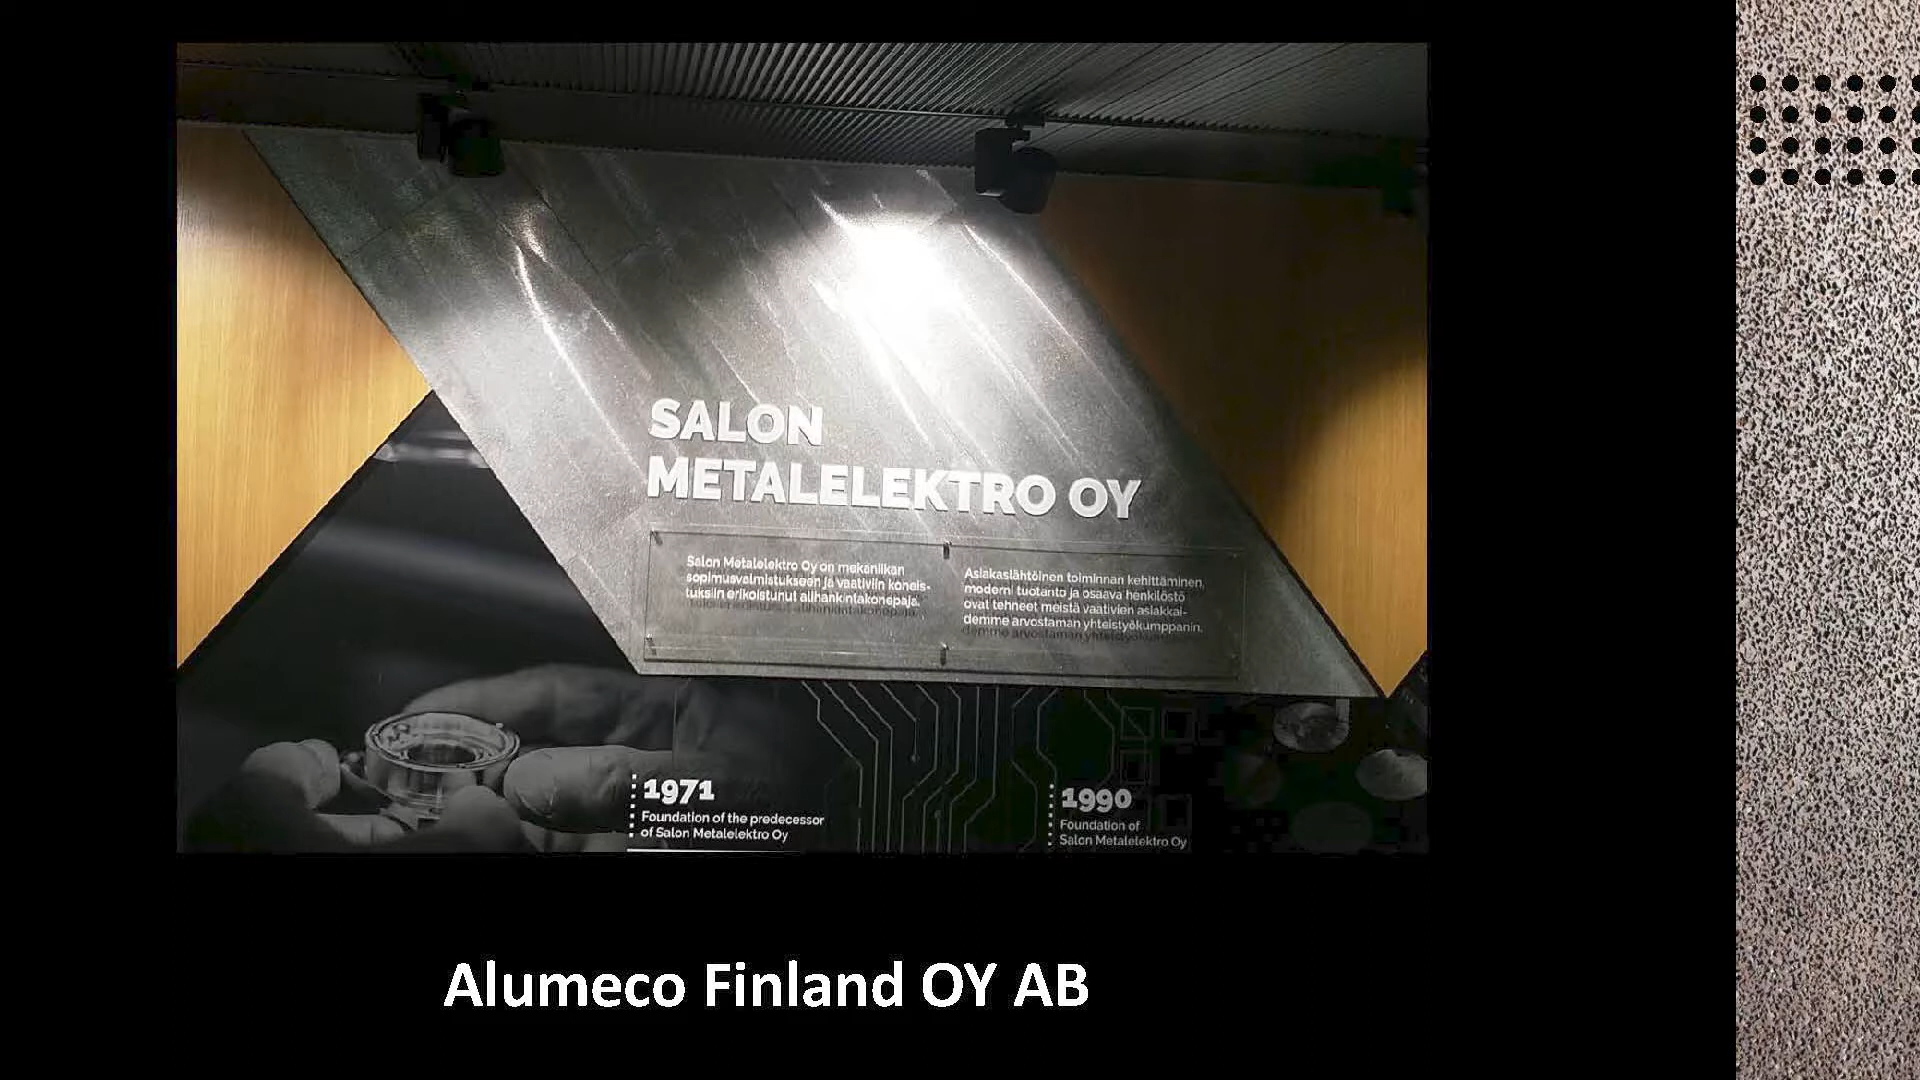 SALON
METALELEKTRO OY
Salon Metalelektro Oy on mekaniikan
sopimusvalmistukseen ja vaativiin koneis-
tuksiin erikoistunut alihankintakonepaja.
Asiakaslähtöinen toiminnan kehittäminen,
moderni tuotanto ja osaava henkilöstö
ovat tehneet meistä vaativien asiakkai-
demme arvostaman yhteistyökumppanin.
1971
Foundation of the predecessor
of Salon Metalelektro Oy
1990
Foundation of
Salon Metalelektro Oy
Alumeco Finland OY AB